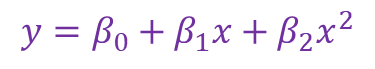 y = β₀ + β₁x + β₂x²